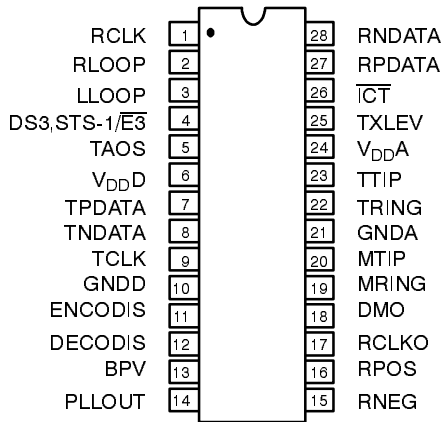 RCLK 1 28 RNDATA
RLOOP 2 27 RPDATA
LLOOP 3 26 I̅C̅T̅
DS3,STS-1/E̅3̅ 4 25 TXLEV
TAOS 5 24 VDDA
VDDD 6 23 TTIP
TPDATA 7 22 TRING
TNDATA 8 21 GNDA
TCLK 9 20 MTIP
GNDD 10 19 MRING
ENCODIS 11 18 DMO
DECODIS 12 17 RCLKO
BPV 13 16 RPOS
PLLOUT 14 15 RNEG